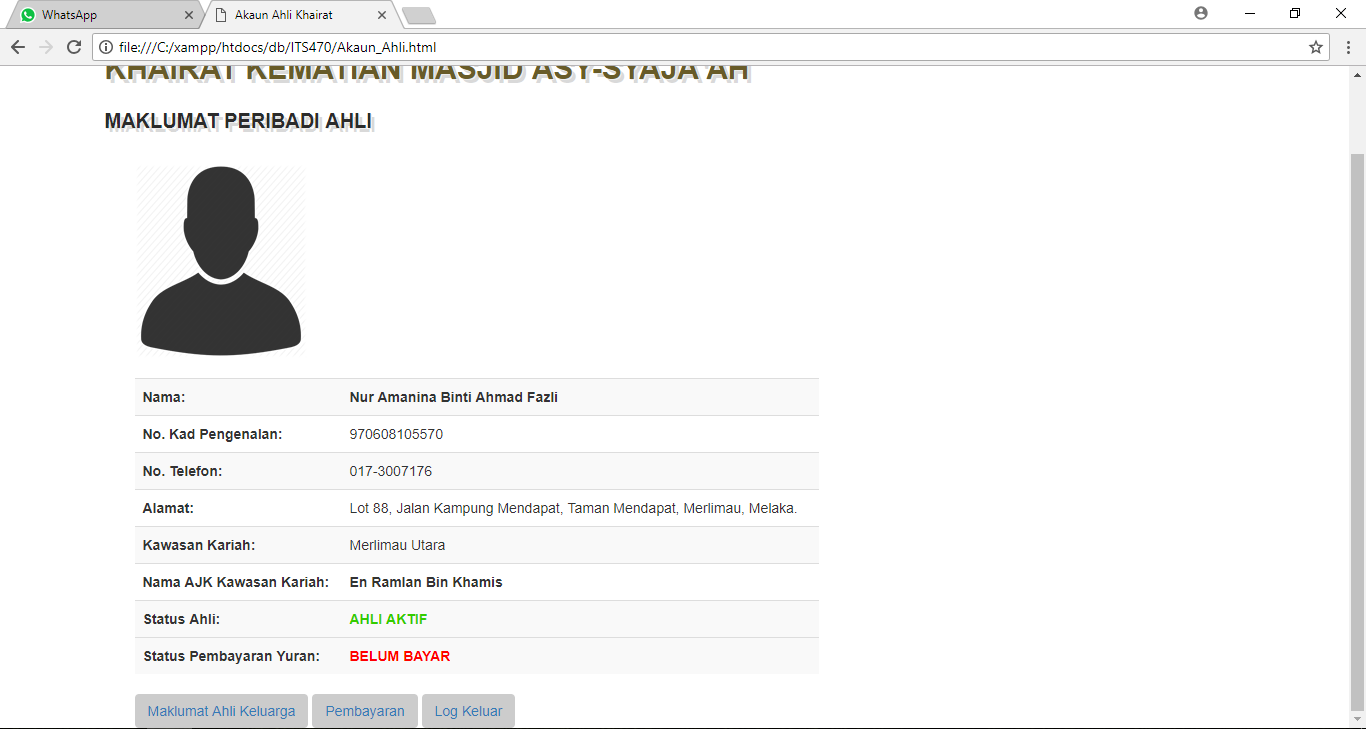 WhatsApp
Akaun Ahli Khairat
file:///C:/xampp/htdocs/db/ITS470/Akaun_Ahli.html
KHAIRAT KEMATIAN MASJID ASY-SYAJA'AH
MAKLUMAT PERIBADI AHLI
Nama: Nur Amanina Binti Ahmad Fazli
No. Kad Pengenalan: 970608105570
No. Telefon: 017-3007176
Alamat: Lot 88, Jalan Kampung Mendapat, Taman Mendapat, Merlimau, Melaka.
Kawasan Kariah: Merlimau Utara
Nama AJK Kawasan Kariah: En Ramlan Bin Khamis
Status Ahli: AHLI AKTIF
Status Pembayaran Yuran: BELUM BAYAR
Maklumat Ahli Keluarga Pembayaran Log Keluar